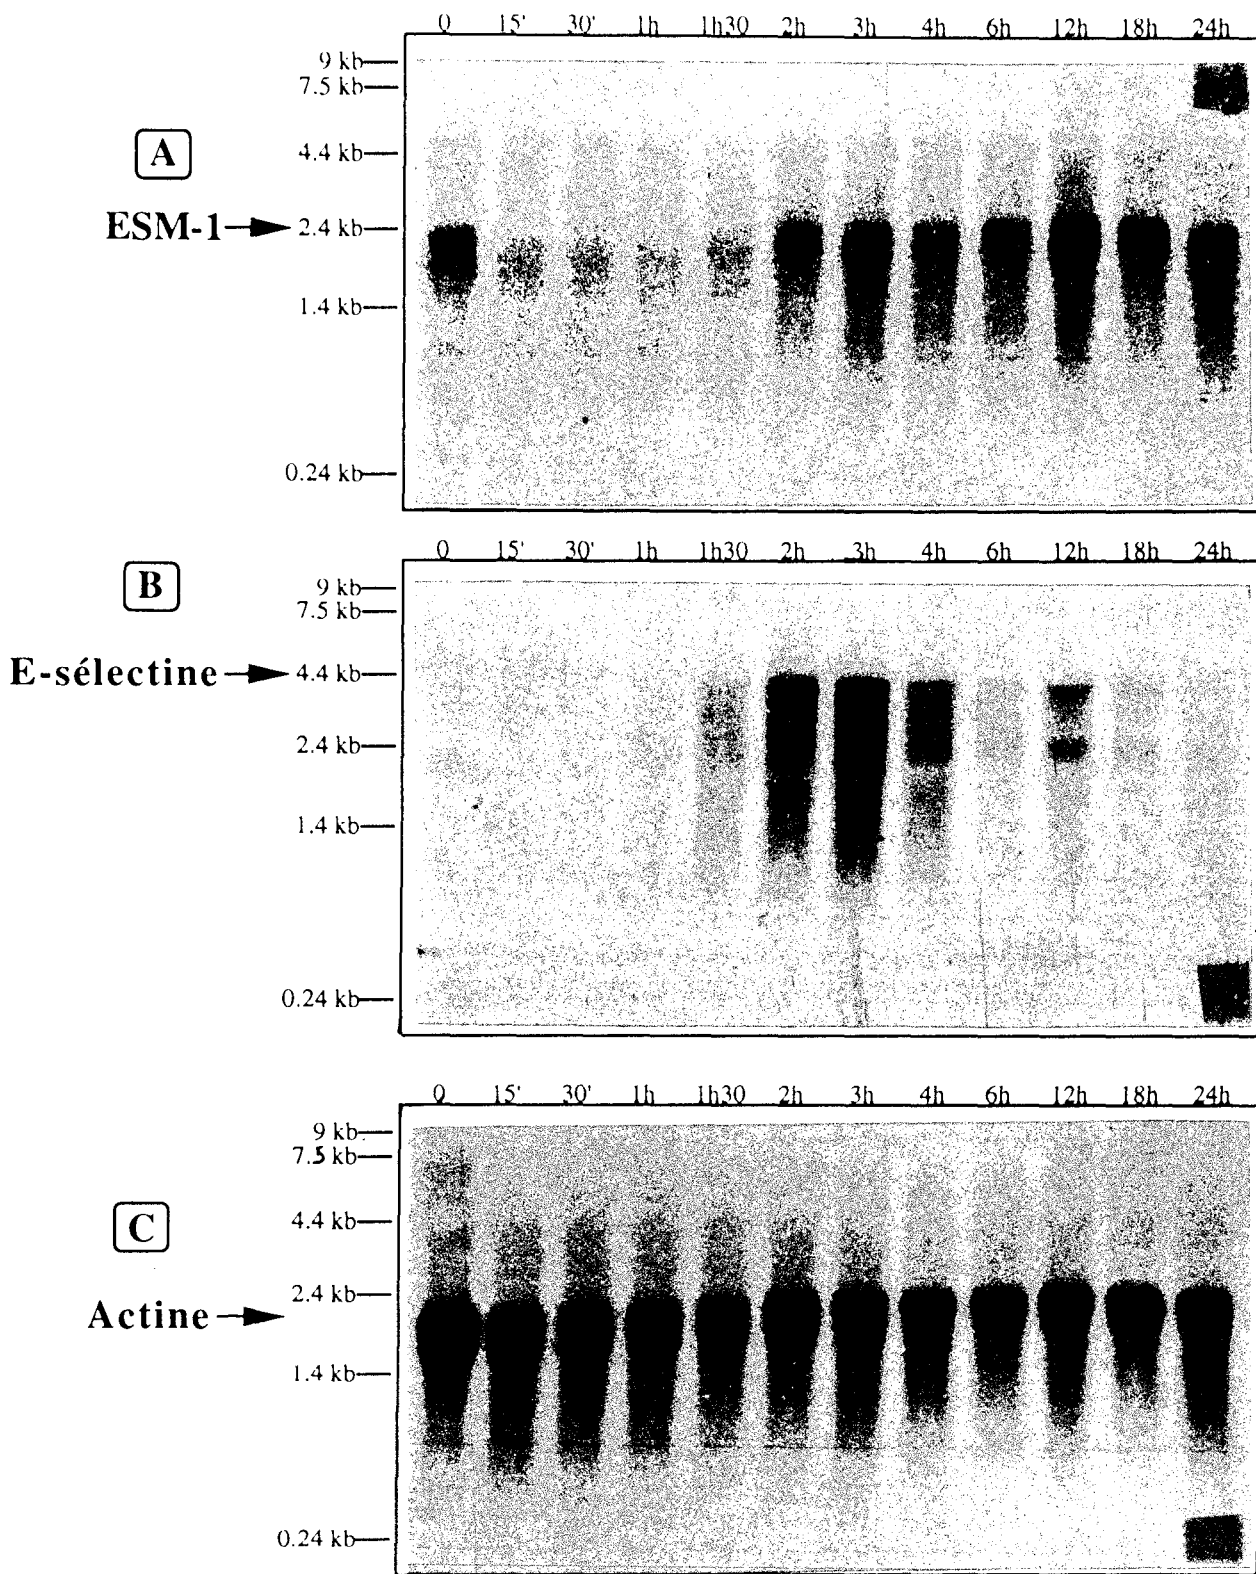 0 15' 30' 1h 1h30 2h 3h 4h 6h 12h 18h 24h
9 kb
7.5 kb
A
4.4 kb
ESM-1
2.4 kb
1.4 kb
0.24 kb
0 15' 30' 1h 1h30 2h 3h 4h 6h 12h 18h 24h
B
9 kb
7.5 kb
E-sélectine
4.4 kb
2.4 kb
1.4 kb
0.24 kb
0 15' 30' 1h 1h30 2h 3h 4h 6h 12h 18h 24h
9 kb
7.5 kb
C
4.4 kb
2.4 kb
Actine
1.4 kb
0.24 kb